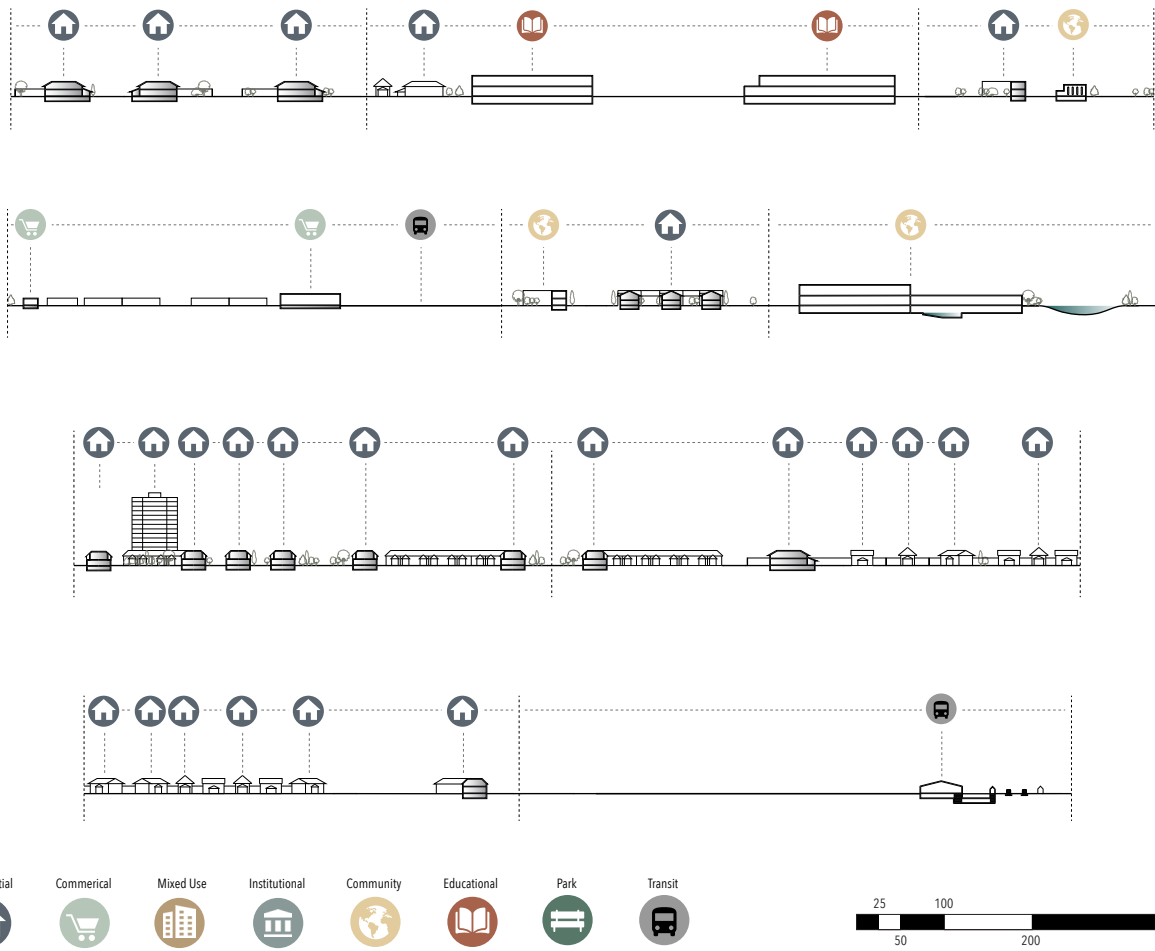 tial
Commerical
Mixed Use
Institutional
Community
Educational
Park
Transit
25
100
50
200